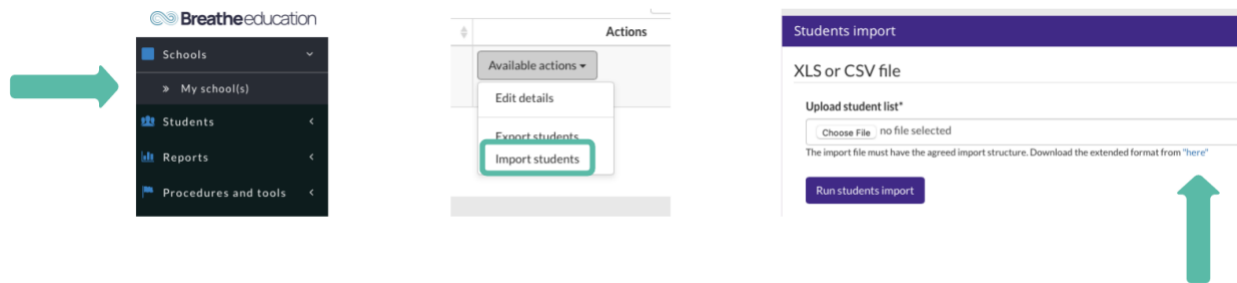 Breathe education
Schools
» My school(s)
Students
Reports
Procedures and tools
Actions
Available actions
Edit details
Export students
Import students
Students import
XLS or CSV file
Upload student list*
Choose File no file selected
The import file must have the agreed import structure. Download the extended format from "here"
Run students import